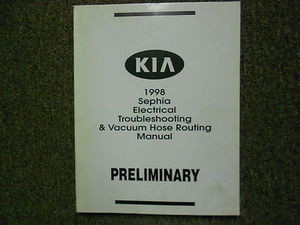 KIA
1998
Sephia
Electrical
Troubleshooting
& Vacuum Hose Routing
Manual
PRELIMINARY